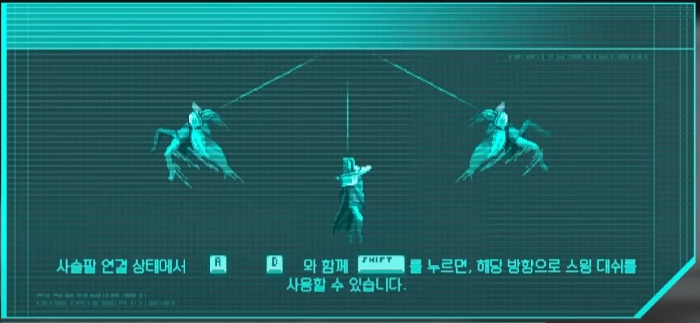 사슬팔 연결 상태에서 A D 와 함께 SHIFT 를 누르면, 해당 방향으로 스윙 대쉬를
사용할 수 있습니다.